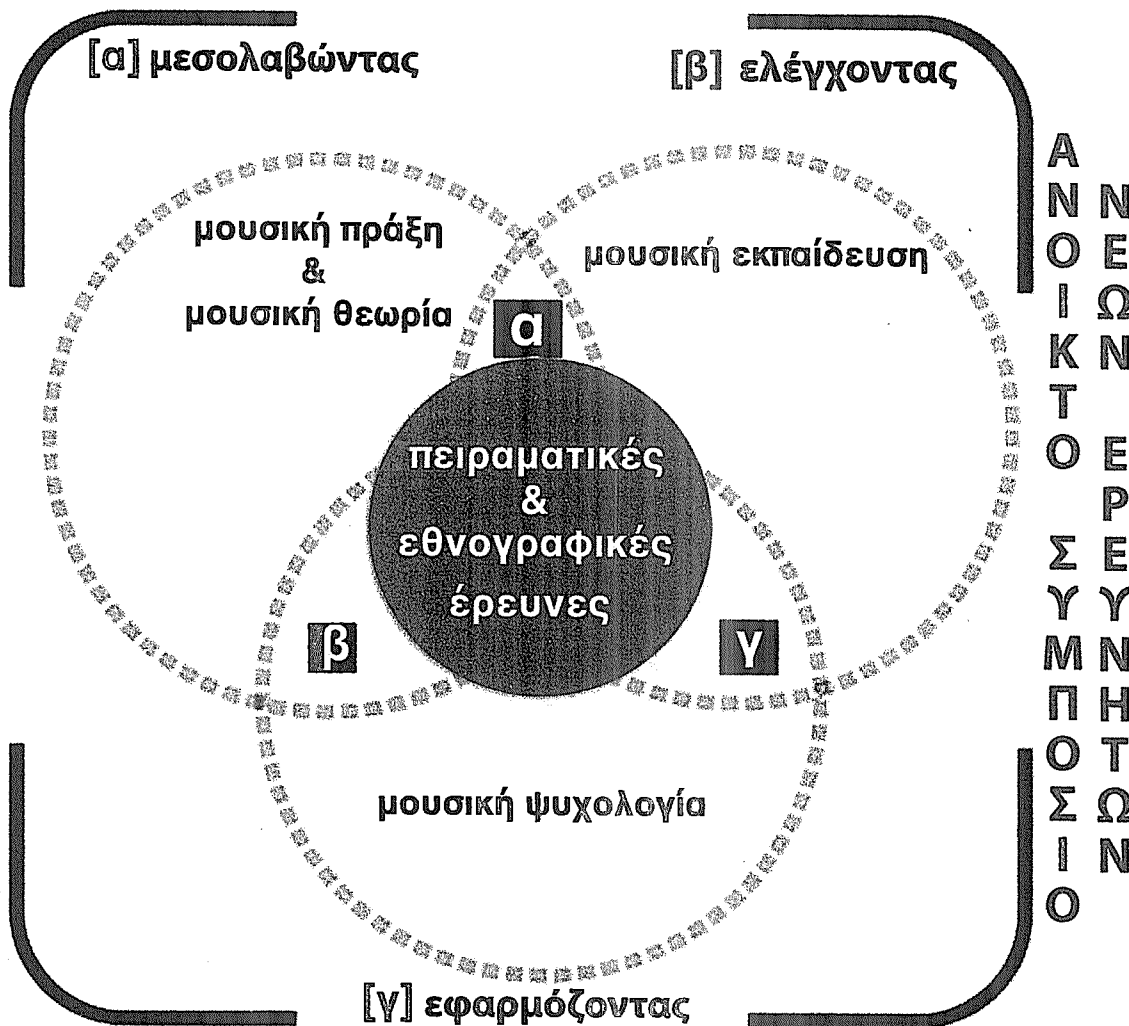 [α] μεσολαβώντας
[β] ελέγχοντας
μουσική πράξη
&
μουσική θεωρία
μουσική εκπαίδευση
α
πειραματικές
&
εθνογραφικές
έρευνες
β
γ
μουσική ψυχολογία
[γ] εφαρμόζοντας
ΑΝΟΙΚΤΟ ΣΥΜΠΟΣΙΟ
ΝΕΩΝ ΕΡΕΥΝΗΤΩΝ